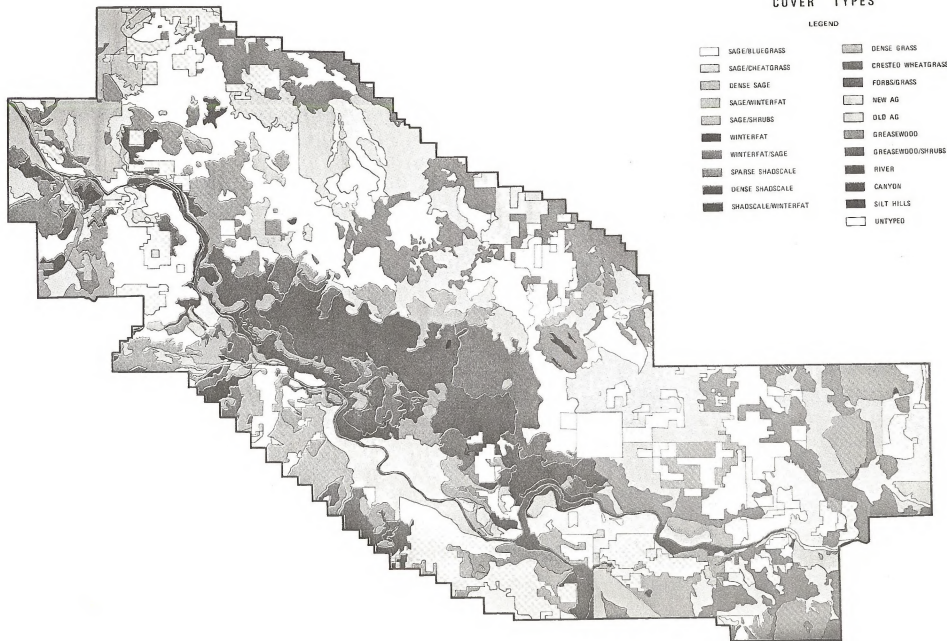 COVER TYPES
LEGEND
SAGE/BLUEGRASS
SAGE/CHEATGRASS
DENSE SAGE
SAGE/WINTERFAT
SAGE/SHRUBS
WINTERFAT
WINTERFAT/SAGE
SPARSE SHADSCALE
DENSE SHADSCALE
SHADSCALE/WINTERFAT
DENSE GRASS
CRESTED WHEATGRASS
FORBS/GRASS
NEW AG
OLD AG
GREASEWOOD
GREASEWOOD/SHRUBS
RIVER
CANYON
SILT HILLS
UNTYPED